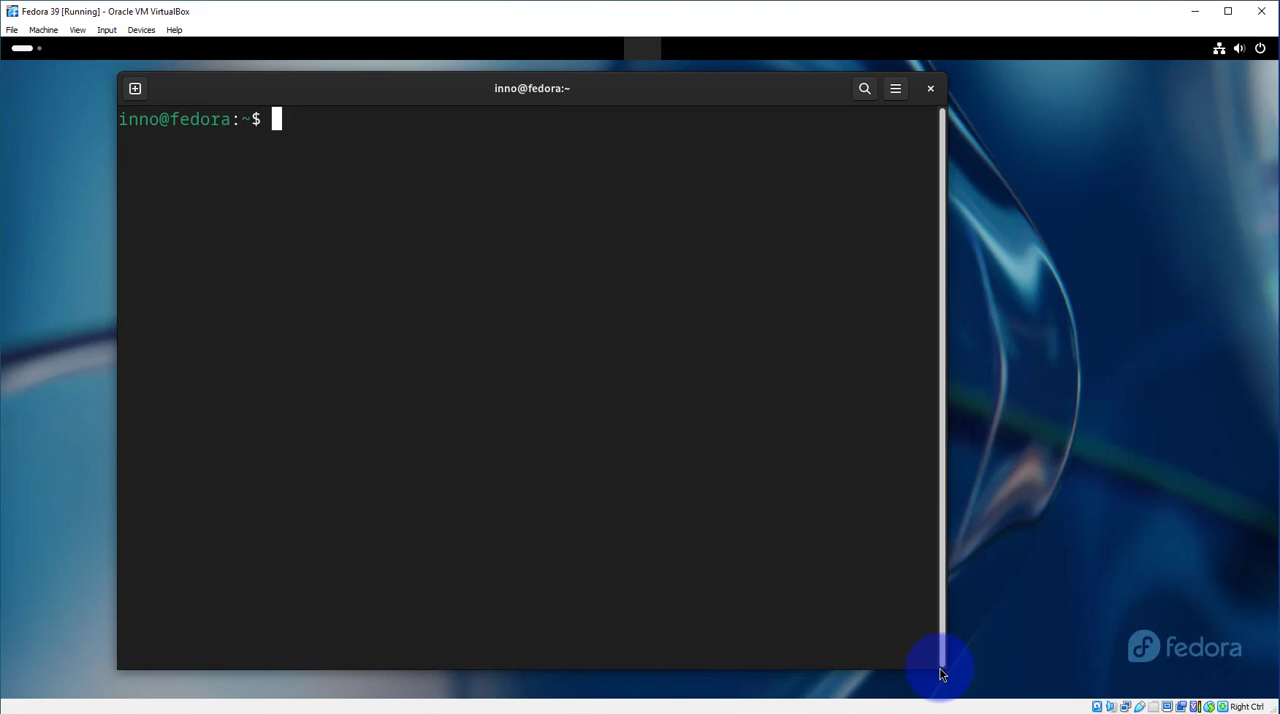 Fedora 39 [Running] - Oracle VM VirtualBox
File Machine View Input Devices Help
inno@fedora:~
inno@fedora:~$
fedora
Right Ctrl